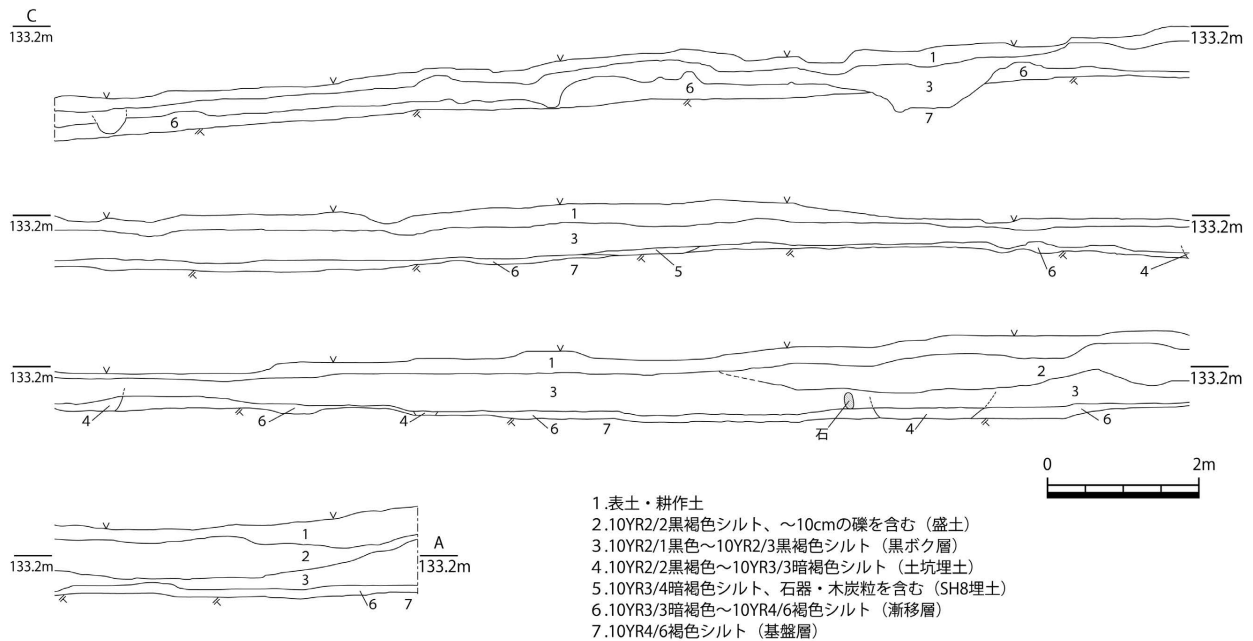 C
133.2m
133.2m
1
3
6
6
6
7
133.2m
133.2m
1
3
6
7
5
6
4
133.2m
133.2m
1
2
3
3
4
6
4
6
7
石
4
6
133.2m
A
133.2m
1
2
3
6
7
0
2m
1.表土・耕作土
2.10YR2/2黒褐色シルト、～10cmの礫を含む（盛土）
3.10YR2/1黒色～10YR2/3黒褐色シルト（黒ボク層）
4.10YR2/2黒褐色～10YR3/3暗褐色シルト（土坑埋土）
5.10YR3/4暗褐色シルト、石器・木炭粒を含む（SH8埋土）
6.10YR3/3暗褐色～10YR4/6褐色シルト（漸移層）
7.10YR4/6褐色シルト（基盤層）